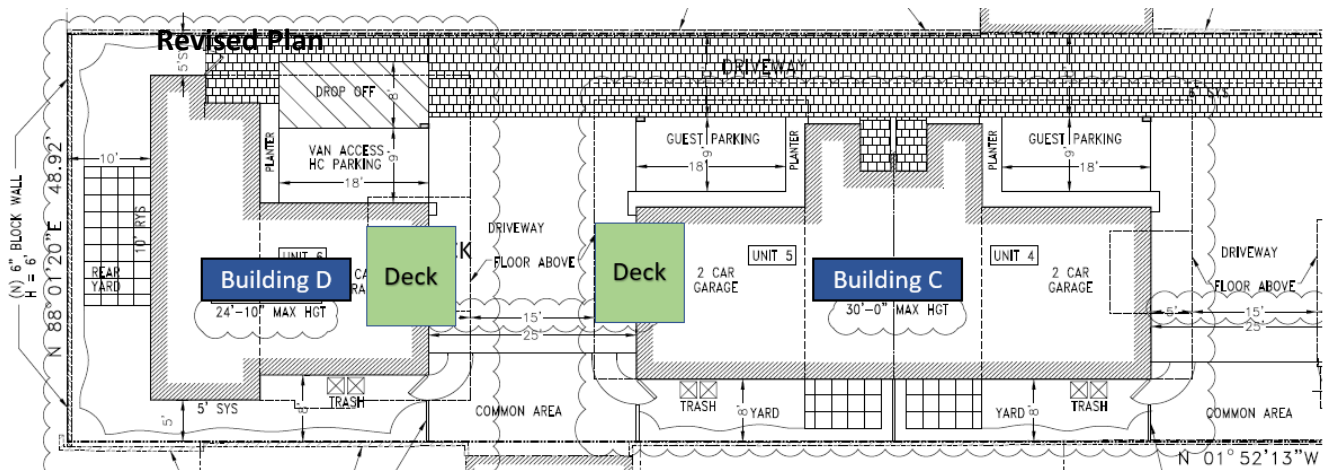 Revised Plan
5' SYS
DRIVEWAY
5' SYS
DROP OFF
8'
PLANTER
VAN ACCESS
HC PARKING
9'
18'
GUEST PARKING
9'
18'
PLANTER
PLANTER
GUEST PARKING
9'
18'
(N) 6" BLOCK WALL
H = 6'
N 88°01'20"E 48.92'
10'
10' RYS
REAR
YARD
DRIVEWAY
FLOOR ABOVE
Building D
24'-10" MAX HGT
Deck
Deck
2 CAR
GARAGE
UNIT 5
Building C
30'-0" MAX HGT
UNIT 4
2 CAR
GARAGE
DRIVEWAY
FLOOR ABOVE
15'
25'
5'
15'
25'
5' SYS
5'
TRASH
8'
COMMON AREA
TRASH
8'
YARD
YARD
8'
TRASH
COMMON AREA
N 01°52'13"W